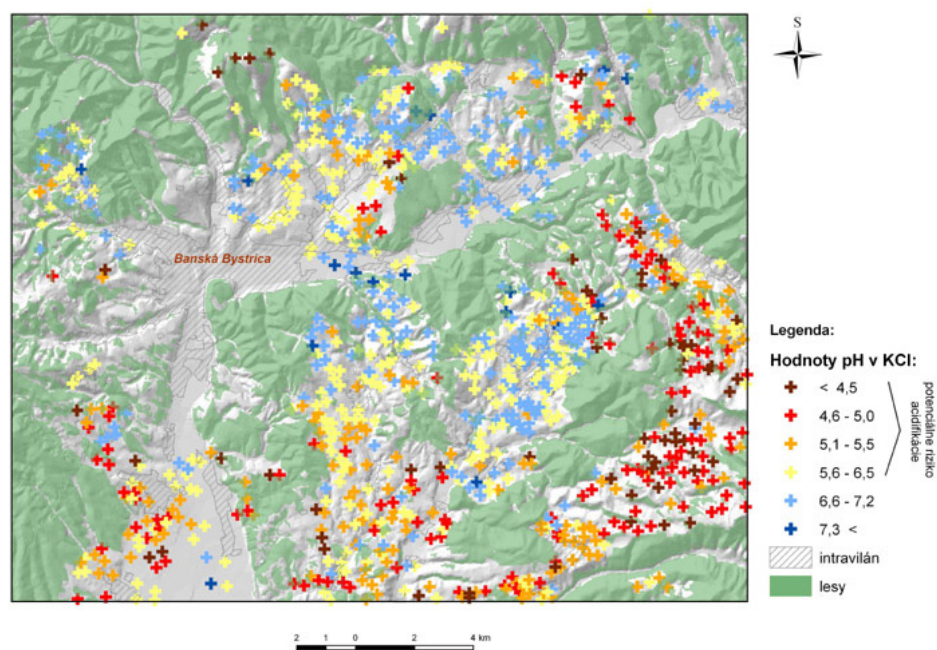 S
Banská Bystrica
Legenda:
Hodnoty pH v KCl:
< 4,5
4,6 - 5,0
5,1 - 5,5
5,6 - 6,5
6,6 - 7,2
7,3 <
potenciálne riziko
acidifikácie
intravilán
lesy
2 1 0 2 4 km